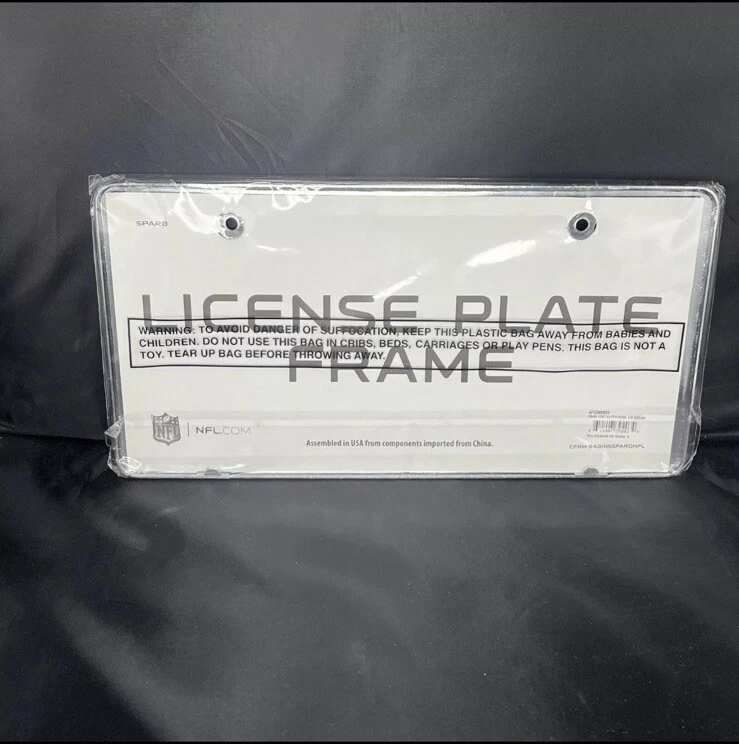 SPARO
LICENSE PLATE
FRAME
WARNING: TO AVOID DANGER OF SUFFOCATION, KEEP THIS PLASTIC BAG AWAY FROM BABIES AND
CHILDREN. DO NOT USE THIS BAG IN CRIBS, BEDS, CARRIAGES OR PLAY PENS. THIS BAG IS NOT A
TOY. TEAR UP BAG BEFORE THROWING AWAY.
NFL
NFL.COM
Assembled in USA from components imported from China.